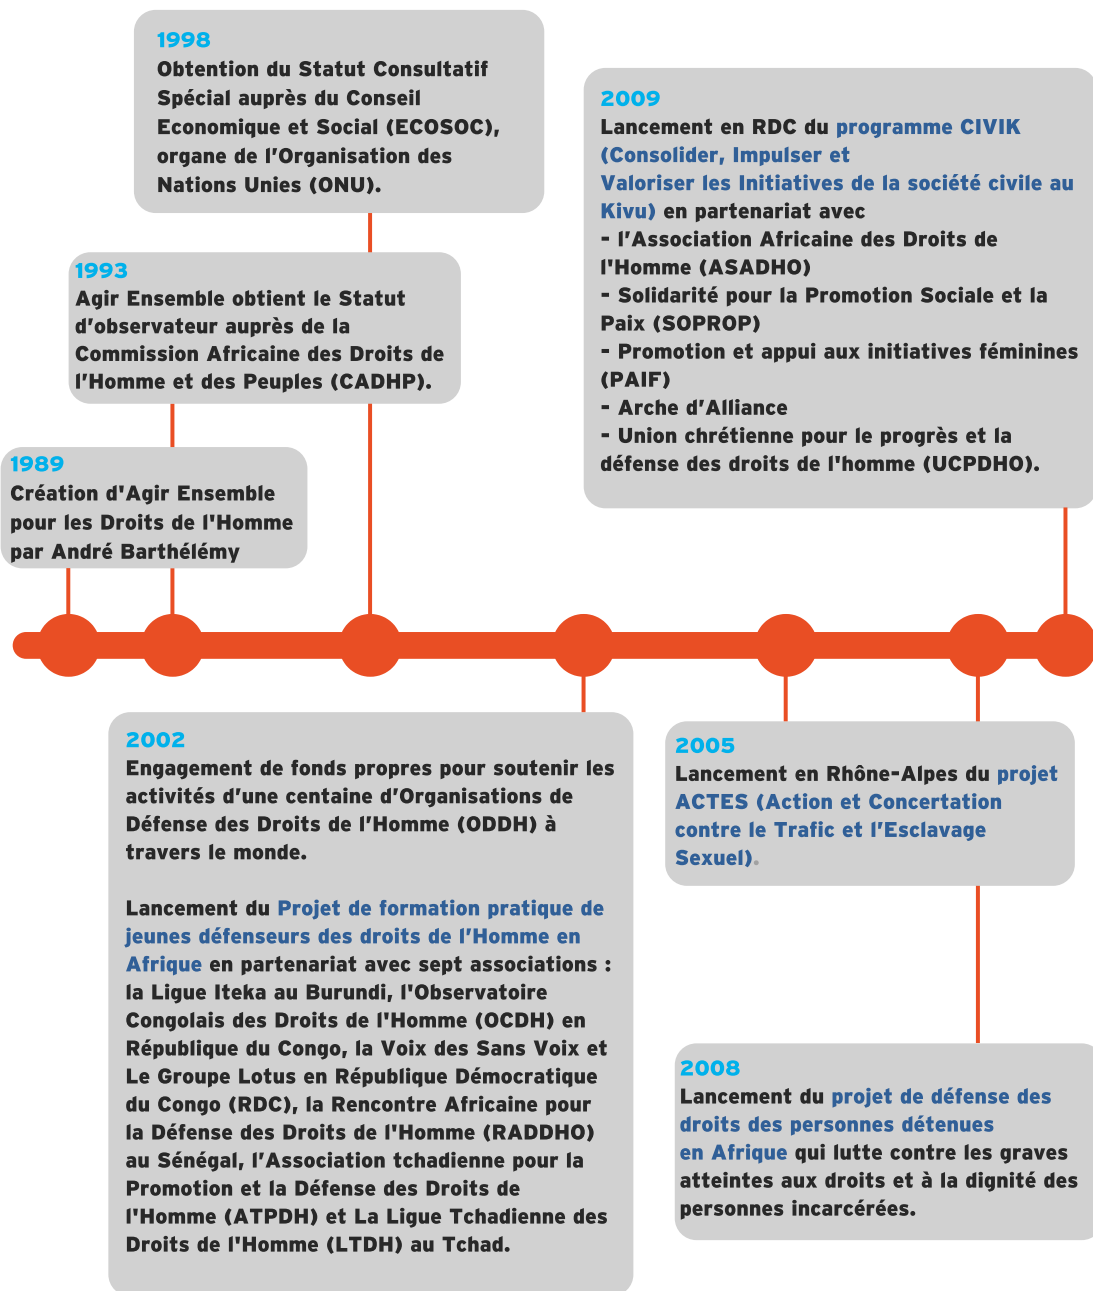 1998
Obtention du Statut Consultatif
Spécial auprès du Conseil
Economique et Social (ECOSOC),
organe de l’Organisation des
Nations Unies (ONU).
1993
Agir Ensemble obtient le Statut
d’observateur auprès de la
Commission Africaine des Droits de
l’Homme et des Peuples (CADHP).
1989
Création d'Agir Ensemble
pour les Droits de l'Homme
par André Barthélémy
2009
Lancement en RDC du programme CIVIK
(Consolider, Impulser et
Valoriser les Initiatives de la société civile au
Kivu) en partenariat avec
- l’Association Africaine des Droits de
l'Homme (ASADHO)
- Solidarité pour la Promotion Sociale et la
Paix (SOPROP)
- Promotion et appui aux initiatives féminines
(PAIF)
- Arche d’Alliance
- Union chrétienne pour le progrès et la
défense des droits de l'homme (UCPDHO).
2002
Engagement de fonds propres pour soutenir les
activités d’une centaine d’Organisations de
Défense des Droits de l’Homme (ODDH) à
travers le monde.
Lancement du Projet de formation pratique de
jeunes défenseurs des droits de l’Homme en
Afrique en partenariat avec sept associations :
la Ligue Iteka au Burundi, l'Observatoire
Congolais des Droits de l'Homme (OCDH) en
République du Congo, la Voix des Sans Voix et
Le Groupe Lotus en République Démocratique
du Congo (RDC), la Rencontre Africaine pour
la Défense des Droits de l'Homme (RADDHO)
au Sénégal, l’Association tchadienne pour la
Promotion et la Défense des Droits de
l'Homme (ATPDH) et La Ligue Tchadienne des
Droits de l'Homme (LTDH) au Tchad.
2005
Lancement en Rhône-Alpes du projet
ACTES (Action et Concertation
contre le Trafic et l’Esclavage
Sexuel).
2008
Lancement du projet de défense des
droits des personnes détenues
en Afrique qui lutte contre les graves
atteintes aux droits et à la dignité des
personnes incarcérées.